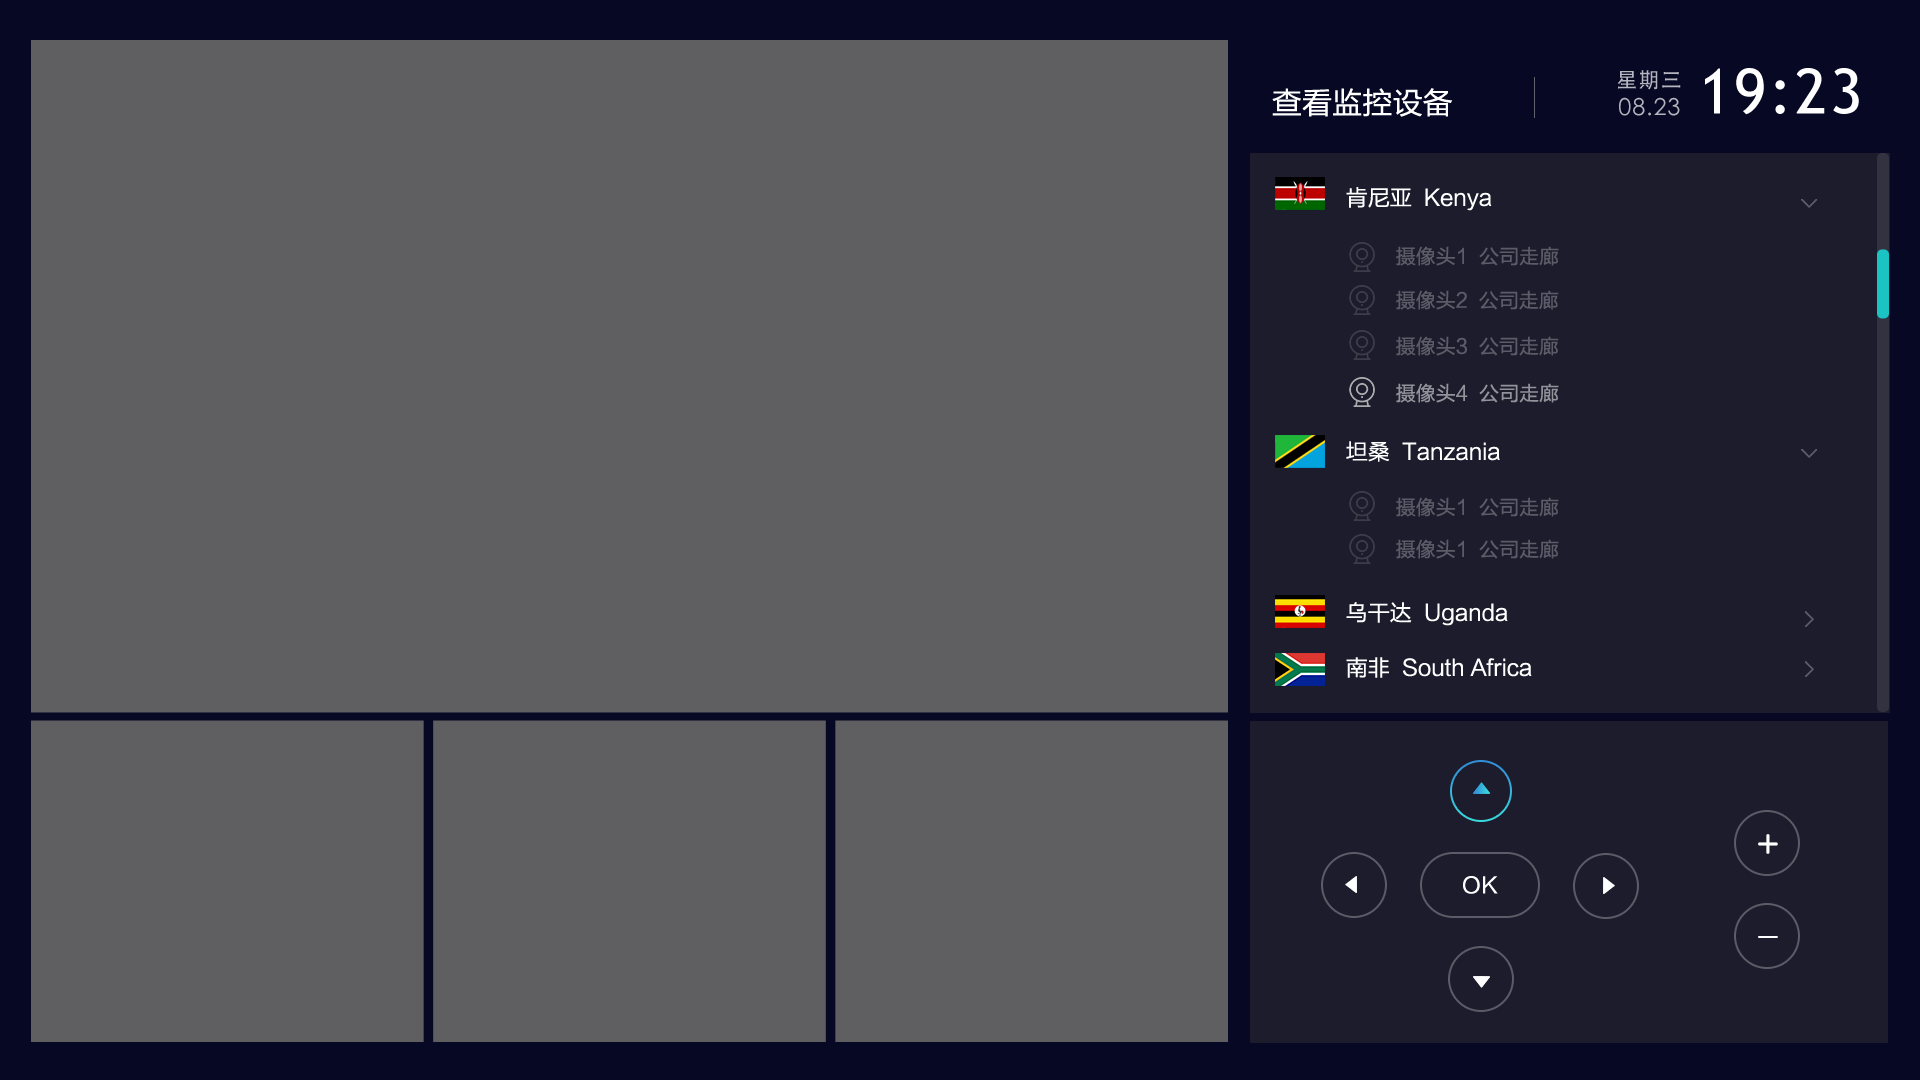 查看监控设备
星期三
08.23
19:23
肯尼亚 Kenya
摄像头1 公司走廊
摄像头2 公司走廊
摄像头3 公司走廊
摄像头4 公司走廊
坦桑 Tanzania
摄像头1 公司走廊
摄像头1 公司走廊
乌干达 Uganda
南非 South Africa
OK